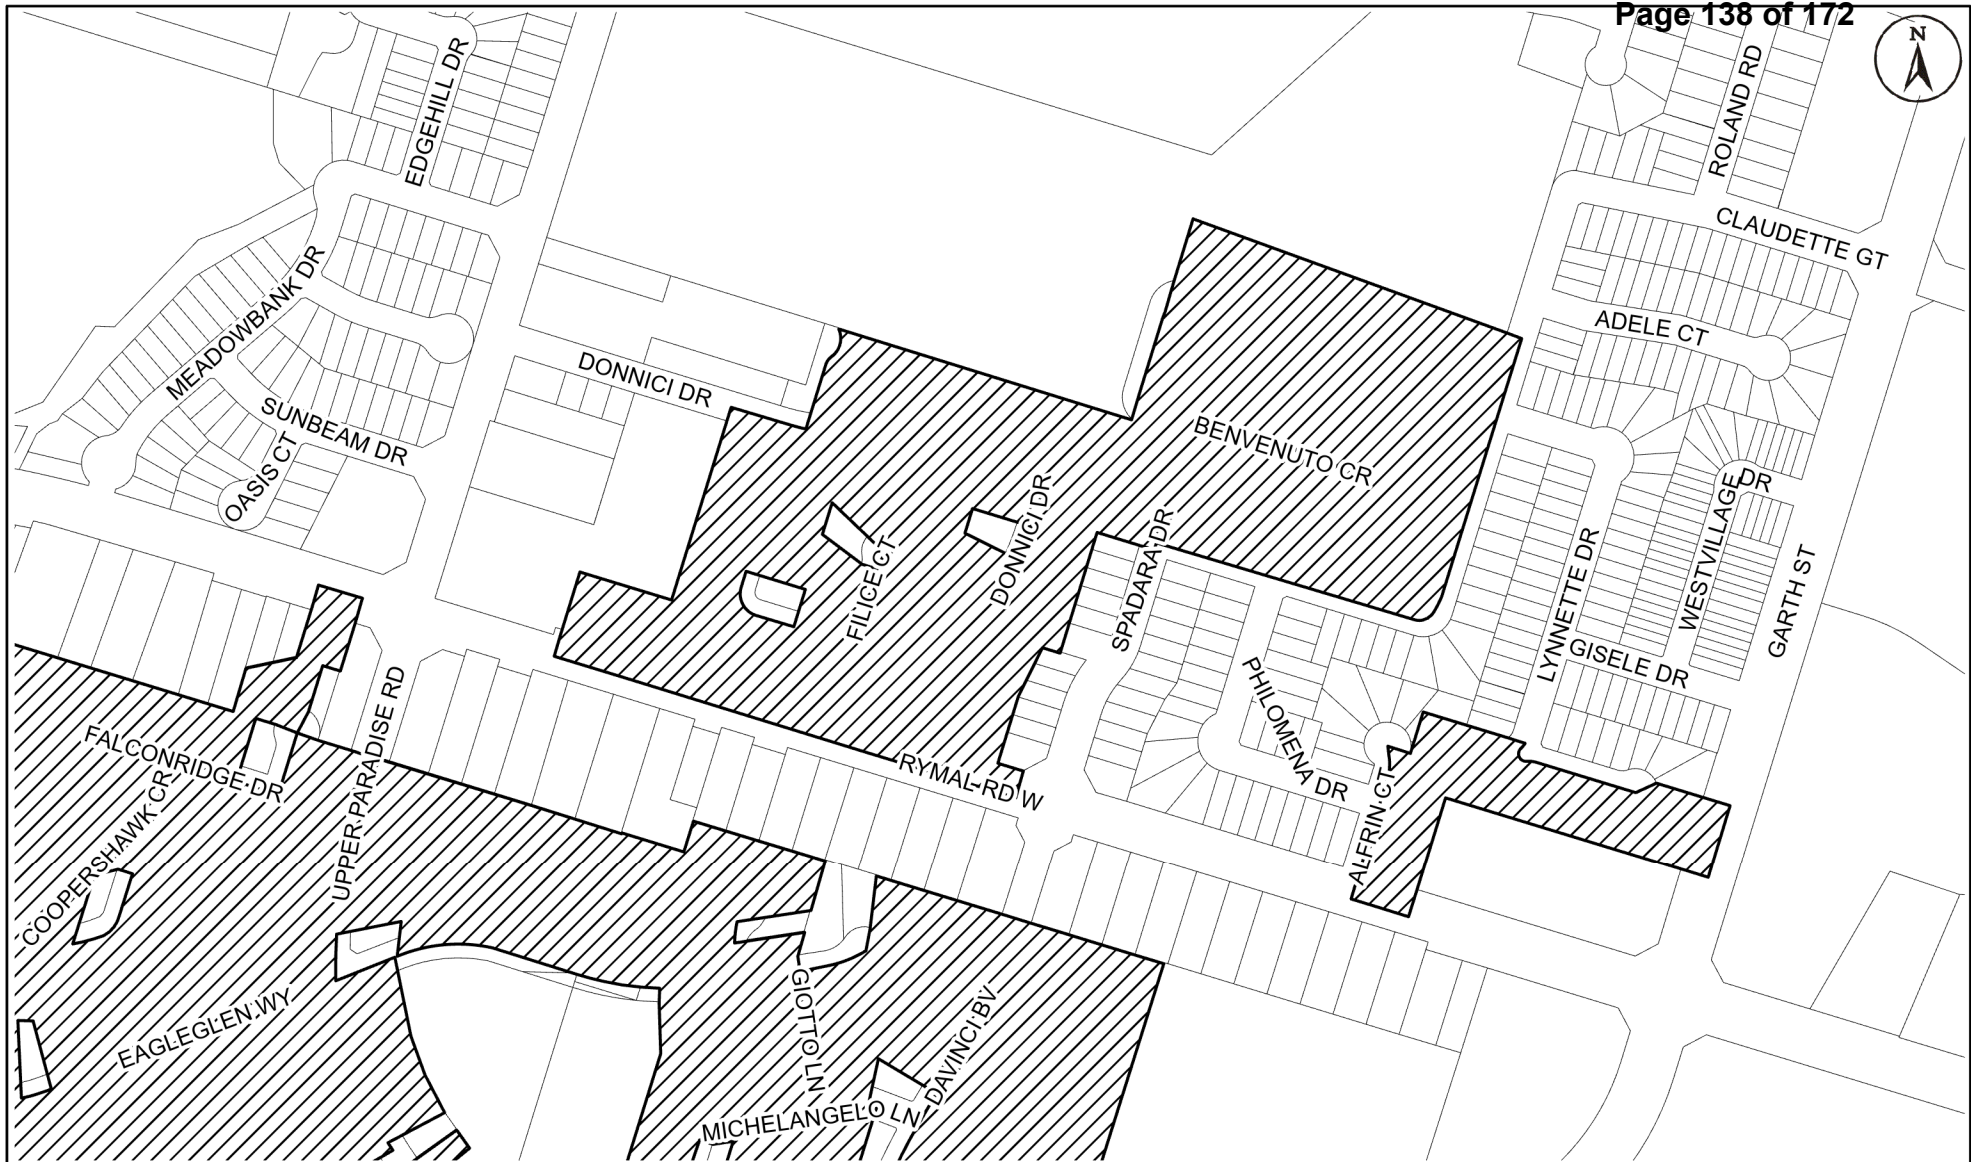 Page 138 of 172
N
EDGEHILL DR
ROLAND RD
CLAUDETTE GT
MEADOWBANK DR
ADELE CT
DONNICI DR
SUNBEAM DR
OASIS CT
BENVENUTO CR
WESTVILLAGE DR
DONNICI DR
FILICE CT
SPADARA DR
LYNNETTE DR
GARTH ST
GISELE DR
PHILOMENA DR
UPPER PARADISE RD
FALCONRIDGE DR
RYMAL RD W
ALFRIN CT
COOPERSHAWK CR
EAGLEGLEN WY
GIOTTO LN
DAVINCI BV
MICHELANGELO LN